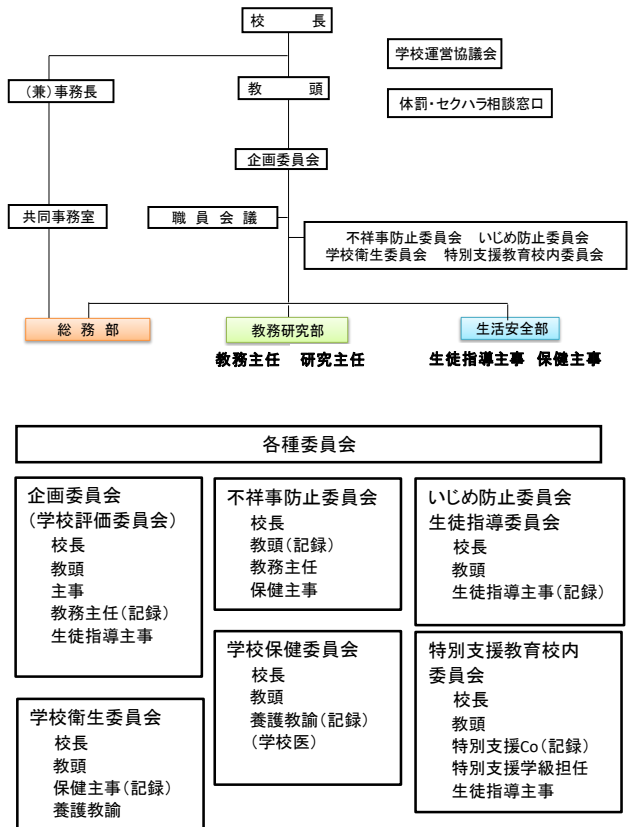 校　　　長
学校運営協議会
（兼）事務長
教　　　頭
体罰・セクハラ相談窓口
企画委員会
共同事務室
職 員 会 議
不祥事防止委員会　いじめ防止委員会
学校衛生委員会　特別支援教育校内委員会
総 務 部
教務研究部
生活安全部
教務主任　研究主任
生徒指導主事 保健主事
各種委員会
企画委員会
（学校評価委員会）
校長
教頭
主事
教務主任（記録）
生徒指導主事
不祥事防止委員会
校長
教頭（記録）
教務主任
保健主事
いじめ防止委員会
生徒指導委員会
校長
教頭
生徒指導主事（記録）
学校衛生委員会
校長
教頭
保健主事（記録）
養護教諭
学校保健委員会
校長
教頭
養護教諭（記録）
（学校医）
特別支援教育校内
委員会
校長
教頭
特別支援Co（記録）
特別支援学級担任
生徒指導主事